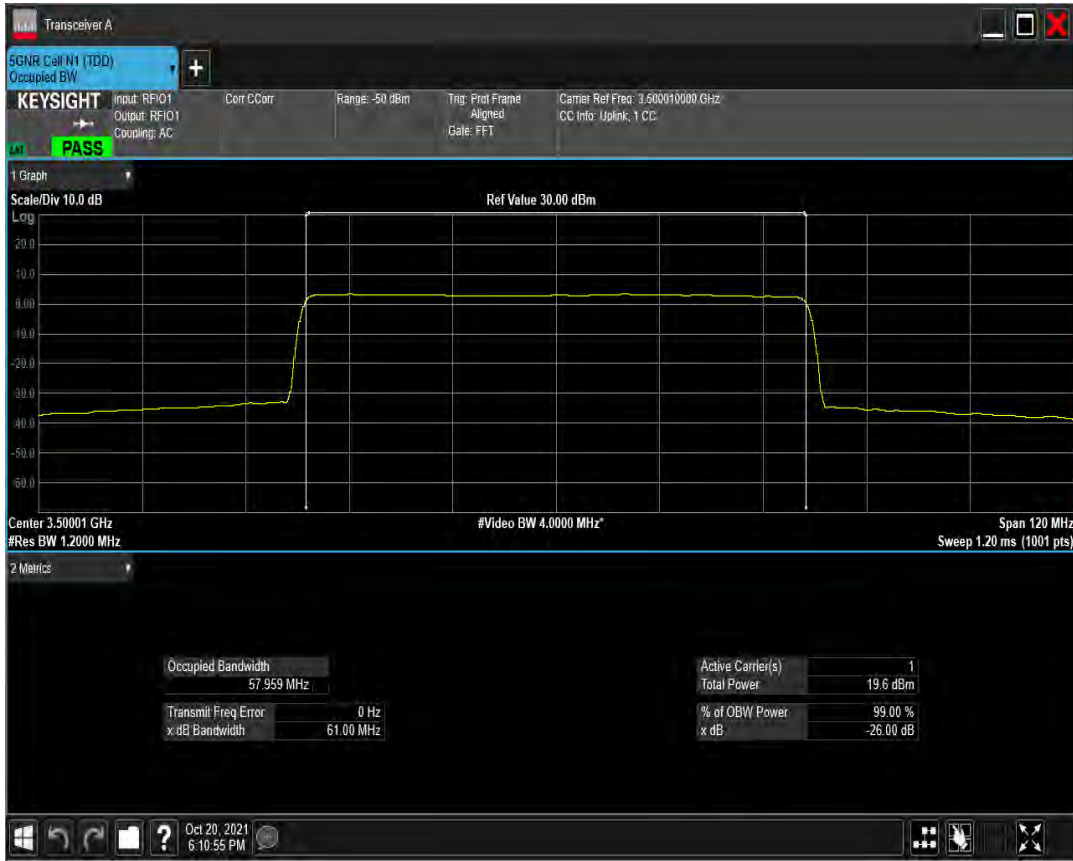 Transceiver A
5GNR Cell N1 (TDD)
Occupied BW
+
KEYSIGHT
Input: RFIO1
Output: RFIO1
Coupling: AC
Corr CCorr
Range: -50 dBm
Trig: Prot Frame
Aligned
Gate: FFT
Carrier Ref Freq: 3.500010000 GHz
CC Info: Uplink, 1 CC
PASS
1 Graph
Scale/Div 10.0 dB
Ref Value 30.00 dBm
Log
20.0
10.0
0.00
-10.0
-20.0
-30.0
-40.0
-50.0
-60.0
Center 3.50001 GHz
#Video BW 4.0000 MHz*
Span 120 MHz
#Res BW 1.2000 MHz
Sweep 1.20 ms (1001 pts)
2 Metrics
Occupied Bandwidth
57.959 MHz
Transmit Freq Error 0 Hz
x dB Bandwidth 61.00 MHz
Active Carrier(s) 1
Total Power 19.6 dBm
% of OBW Power 99.00 %
x dB -26.00 dB
?
Oct 20, 2021
6:10:55 PM